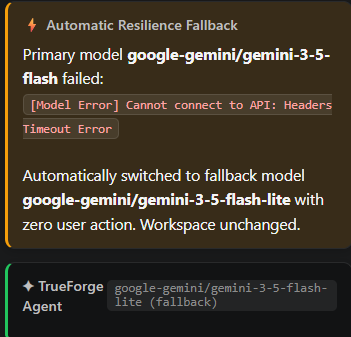 Automatic Resilience Fallback
Primary model google-gemini/gemini-3-5-
flash failed:
[Model Error] Cannot connect to API: Headers
Timeout Error
Automatically switched to fallback model
google-gemini/gemini-3-5-flash-lite with
zero user action. Workspace unchanged.
TrueForge
Agent
google-gemini/gemini-3-5-flash-
lite (fallback)